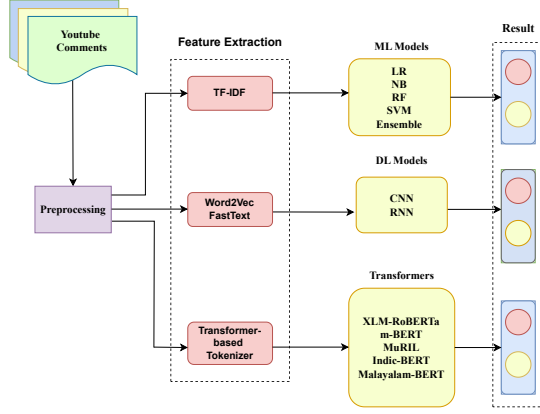 Youtube
Comments
Feature Extraction
ML Models
Result
TF-IDF
LR
NB
RF
SVM
Ensemble
DL Models
Preprocessing
Word2Vec
FastText
CNN
RNN
Transformers
Transformer-
based
Tokenizer
XLM-RoBERTa
m-BERT
MuRIL
Indic-BERT
Malayalam-BERT